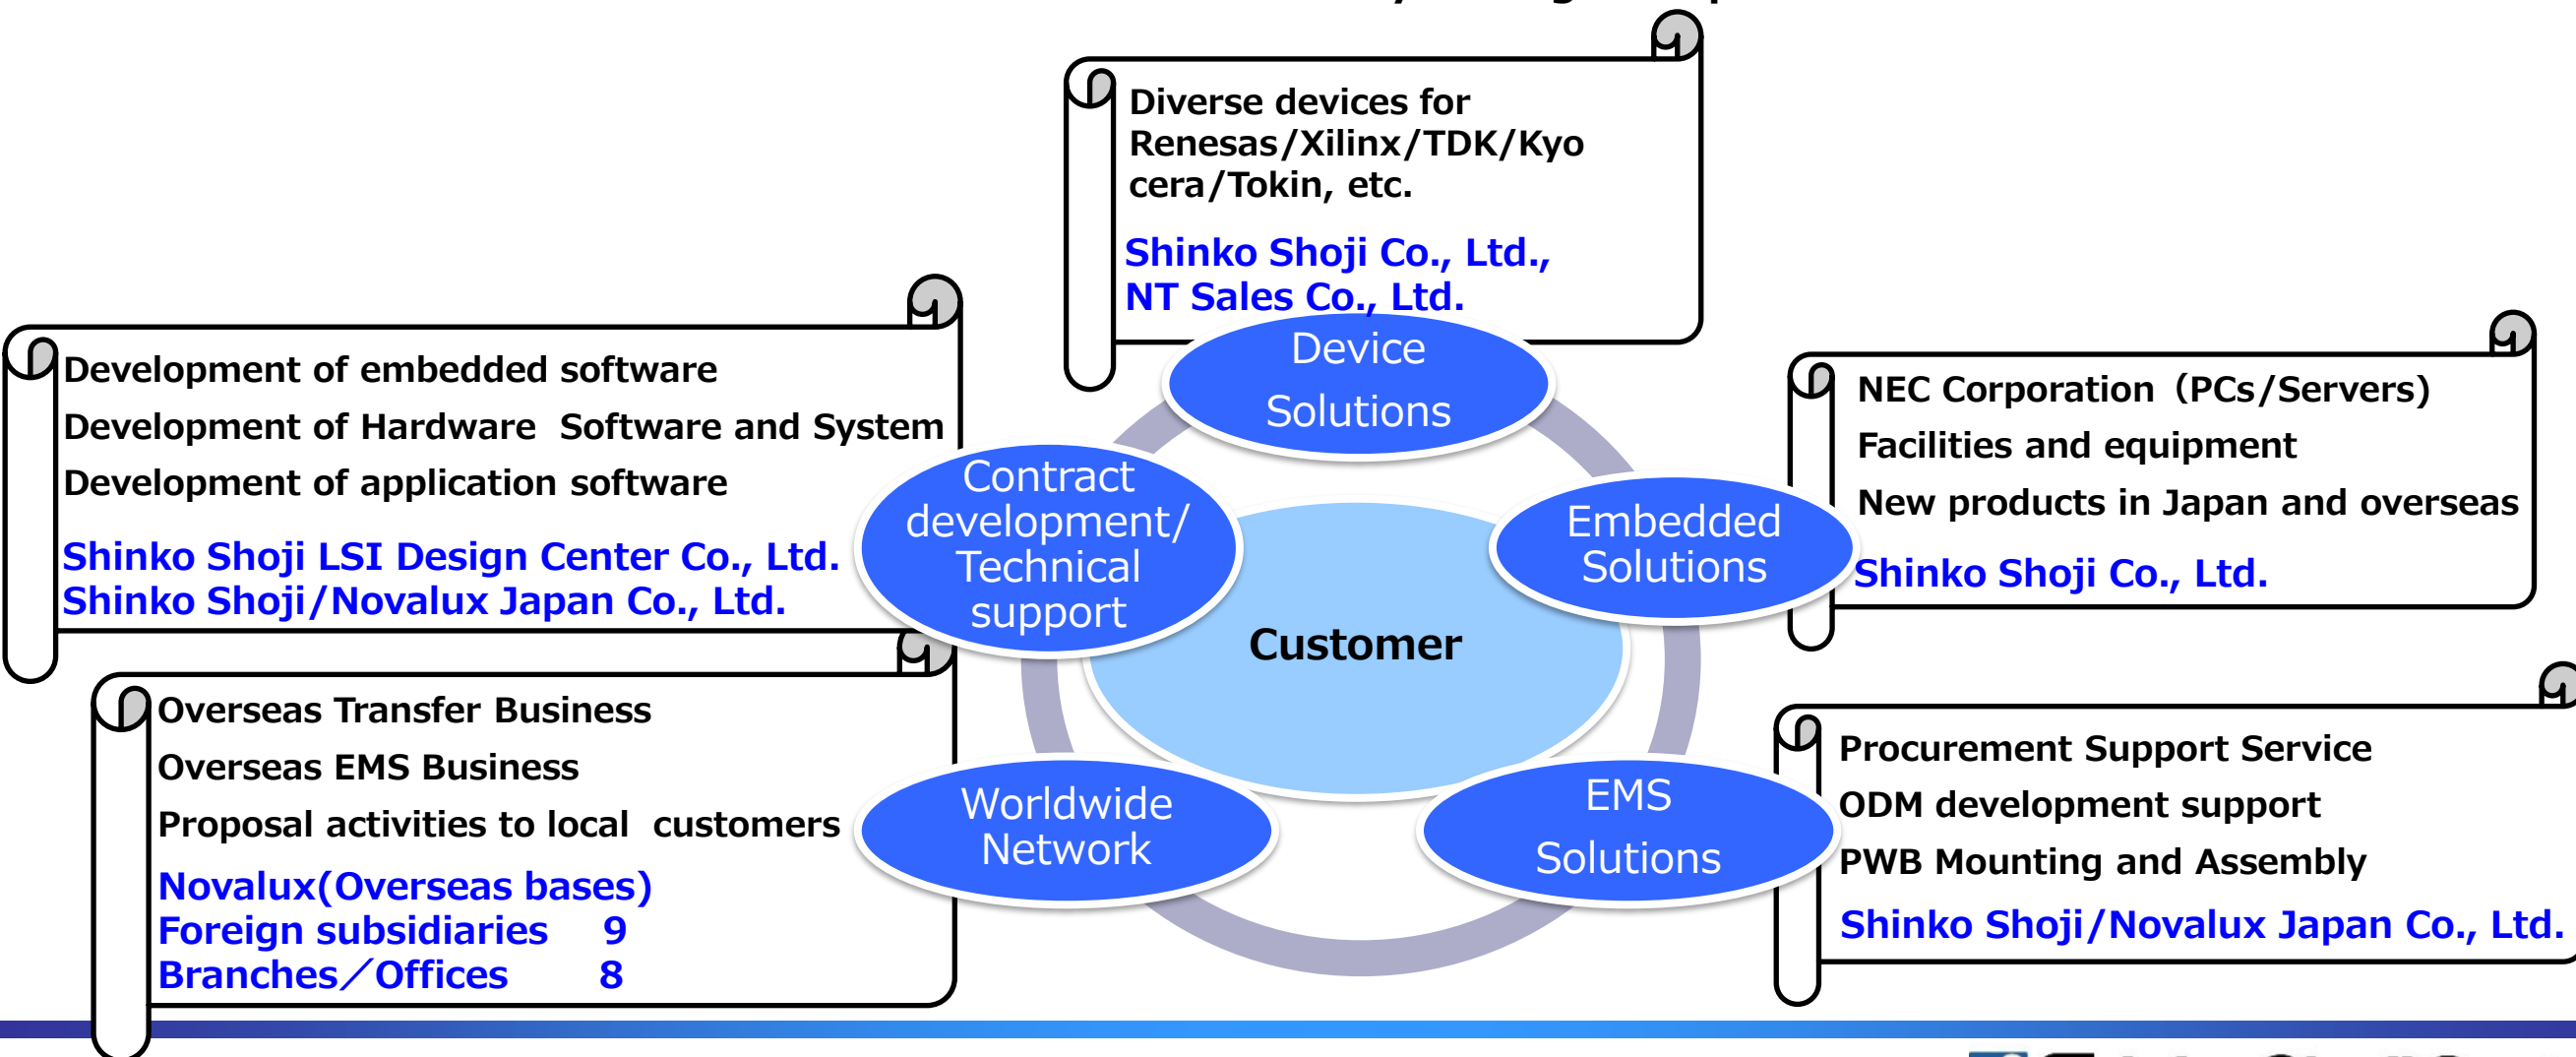 Diverse devices for
Renesas/Xilinx/TDK/Kyo
cera/Tokin, etc.
Shinko Shoji Co., Ltd.,
NT Sales Co., Ltd.
Device
Solutions
Development of embedded software
Development of Hardware  Software and System
Development of application software
Shinko Shoji LSI Design Center Co., Ltd.
Shinko Shoji/Novalux Japan Co., Ltd.
Contract
development/
Technical
support
NEC Corporation（PCs/Servers)
Facilities and equipment
New products in Japan and overseas
Shinko Shoji Co., Ltd.
Embedded
Solutions
Customer
Overseas Transfer Business
Overseas EMS Business
Proposal activities to local  customers
Novalux(Overseas bases)
Foreign subsidiaries  9
Branches／Offices  8
Worldwide
Network
EMS
Solutions
Procurement Support Service
ODM development support
PWB Mounting and Assembly
Shinko Shoji/Novalux Japan Co., Ltd.